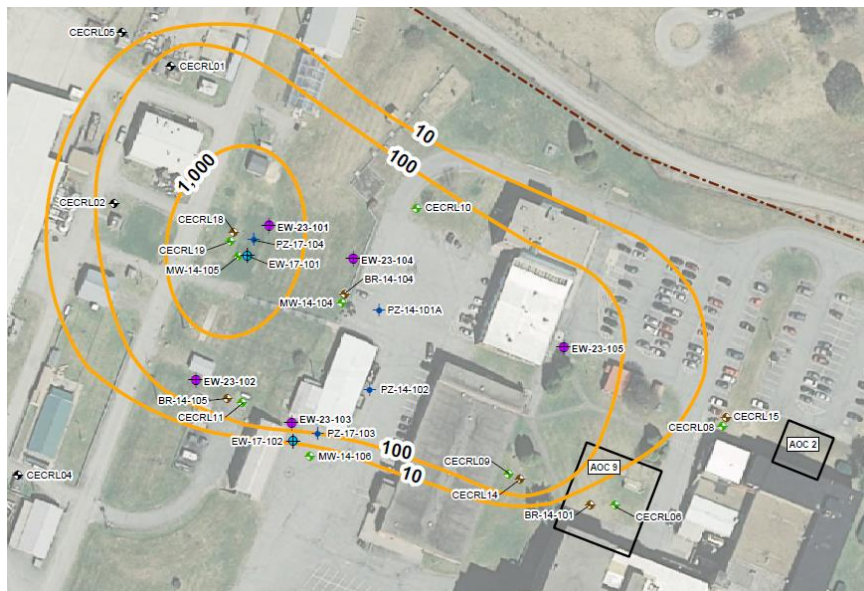 CECRL05
CECRL01
10
100
1,000
CECRL02
CECRL10
CECRL18
EW-23-101
CECRL19
PZ-17-104
MW-14-105
EW-17-101
EW-23-104
BR-14-104
MW-14-104
PZ-14-101A
EW-23-105
EW-23-102
PZ-14-102
BR-14-105
CECRL11
EW-23-103
PZ-17-103
EW-17-102
100
MW-14-106
10
CECRL15
CECRL08
AOC 2
CECRL04
CECRL09
AOC 9
CECRL14
BR-14-101
CECRL06